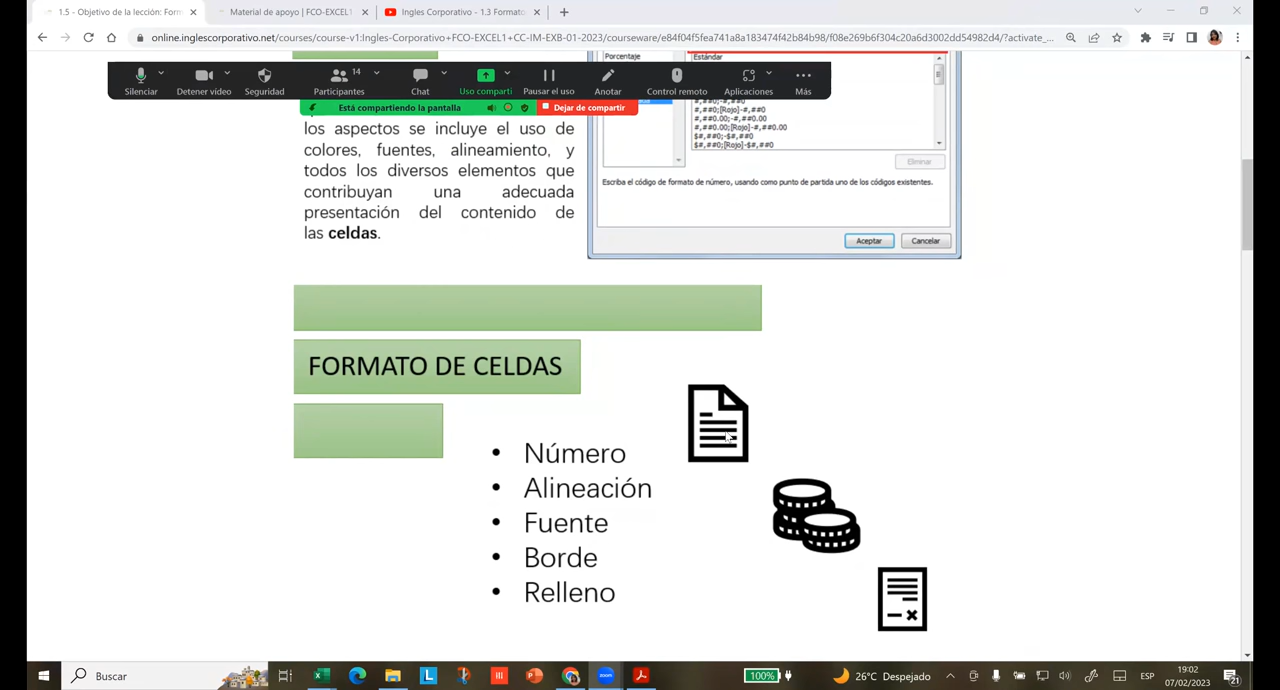 1.5 - Objetivo de la lección: Form
Material de apoyo | FCO-EXCEL1
Ingles Corporativo - 1.3 Formato
online.inglescorporativo.net/courses/course-v1:Ingles-Corporativo+FCO-EXCEL1+CC-IM-EXB-01-2023/courseware/e84f04f5fea741a8a183474f42b84b98/f08e269b6f304c20a6d3002dd54982d4/?activate_...
Porcentaje
Estándar
Silenciar
Detener video
Seguridad
14
Participantes
Chat
Uso comparti
Pausar el uso
Anotar
Control remoto
Aplicaciones
Más
Está compartiendo la pantalla
Dejar de compartir
#,##0;-#,##0
#,##0;[Rojo]-#,##0
#,##0.00;-#,##0.00
#,##0.00;[Rojo]-#,##0.00
$#,##0;-$#,##0
$#,##0;[Rojo]-$#,##0
Eliminar
Escriba el código de formato de número, usando como punto de partida uno de los códigos existentes.
Aceptar
Cancelar
los aspectos se incluye el uso de
colores, fuentes, alineamiento, y
todos los diversos elementos que
contribuyan una adecuada
presentación del contenido de
las celdas.
FORMATO DE CELDAS
• Número
• Alineación
• Fuente
• Borde
• Relleno
Buscar
100%
26°C Despejado
ESP
19:02
07/02/2023
21